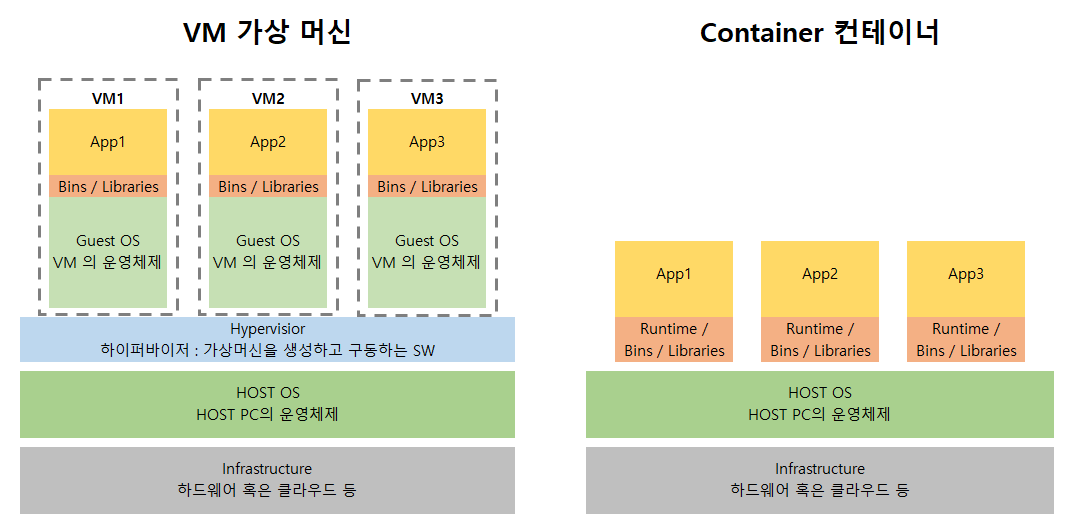 VM 가상 머신
VM1
App1
Bins / Libraries
Guest OS
VM 의 운영체제
VM2
App2
Bins / Libraries
Guest OS
VM 의 운영체제
VM3
App3
Bins / Libraries
Guest OS
VM 의 운영체제
Hypervisior
하이퍼바이저 : 가상머신을 생성하고 구동하는 SW
HOST OS
HOST PC의 운영체제
Infrastructure
하드웨어 혹은 클라우드 등
Container 컨테이너
App1
Runtime /
Bins / Libraries
App2
Runtime /
Bins / Libraries
App3
Runtime /
Bins / Libraries
HOST OS
HOST PC의 운영체제
Infrastructure
하드웨어 혹은 클라우드 등